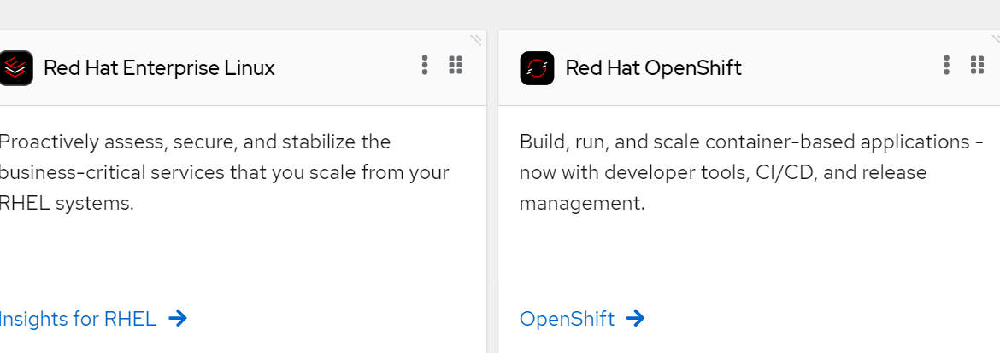 Red Hat Enterprise Linux
Proactively assess, secure, and stabilize the
business-critical services that you scale from your
RHEL systems.
Insights for RHEL
Red Hat OpenShift
Build, run, and scale container-based applications -
now with developer tools, CI/CD, and release
management.
OpenShift